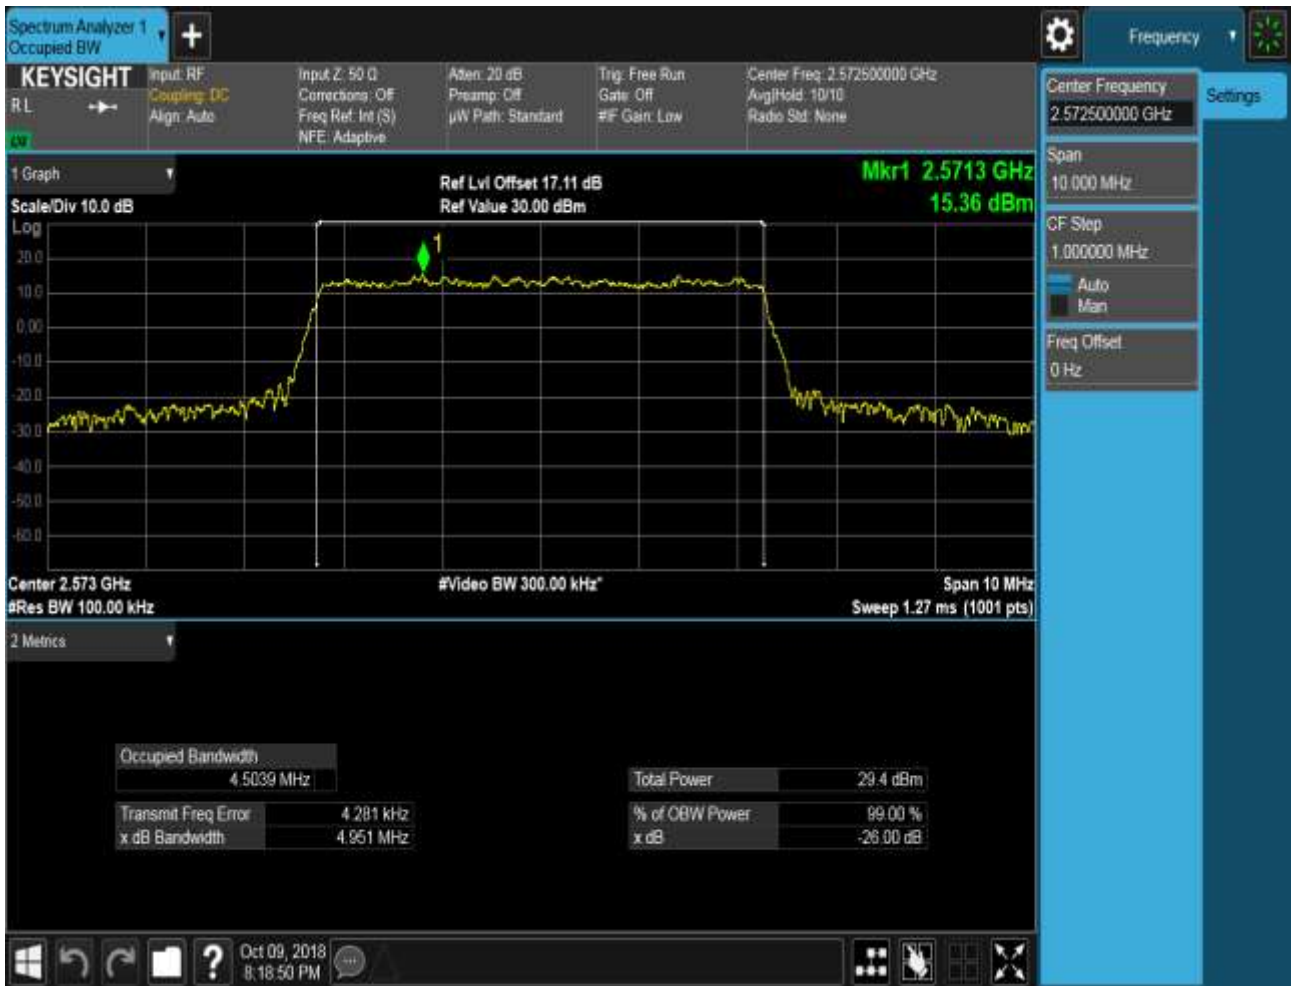 Spectrum Analyzer 1
Occupied BW
Frequency
KEYSIGHT
RL
LXI
Input: RF
Coupling: DC
Align: Auto
Input Z: 50 Ω
Corrections: Off
Freq Ref: Int (S)
NFE: Adaptive
Atten: 20 dB
Preamp: Off
µW Path: Standard
Trig: Free Run
Gate: Off
#IF Gain: Low
Center Freq: 2.572500000 GHz
Avg|Hold: 10/10
Radio Std: None
Center Frequency
2.572500000 GHz
Settings
Span
10.000 MHz
CF Step
1.000000 MHz
Auto
Man
Freq Offset
0 Hz
1 Graph
Scale/Div 10.0 dB
Ref Lvl Offset 17.11 dB
Ref Value 30.00 dBm
Mkr1 2.5713 GHz
15.36 dBm
Log
1
20.0
10.0
0.00
-10.0
-20.0
-30.0
-40.0
-50.0
-60.0
Center 2.573 GHz
#Video BW 300.00 kHz*
Span 10 MHz
#Res BW 100.00 kHz
Sweep 1.27 ms (1001 pts)
2 Metrics
Occupied Bandwidth
4.5039 MHz
Total Power 29.4 dBm
Transmit Freq Error 4.281 kHz
% of OBW Power 99.00 %
x dB Bandwidth 4.951 MHz
x dB -26.00 dB
Oct 09, 2018
8:18:50 PM